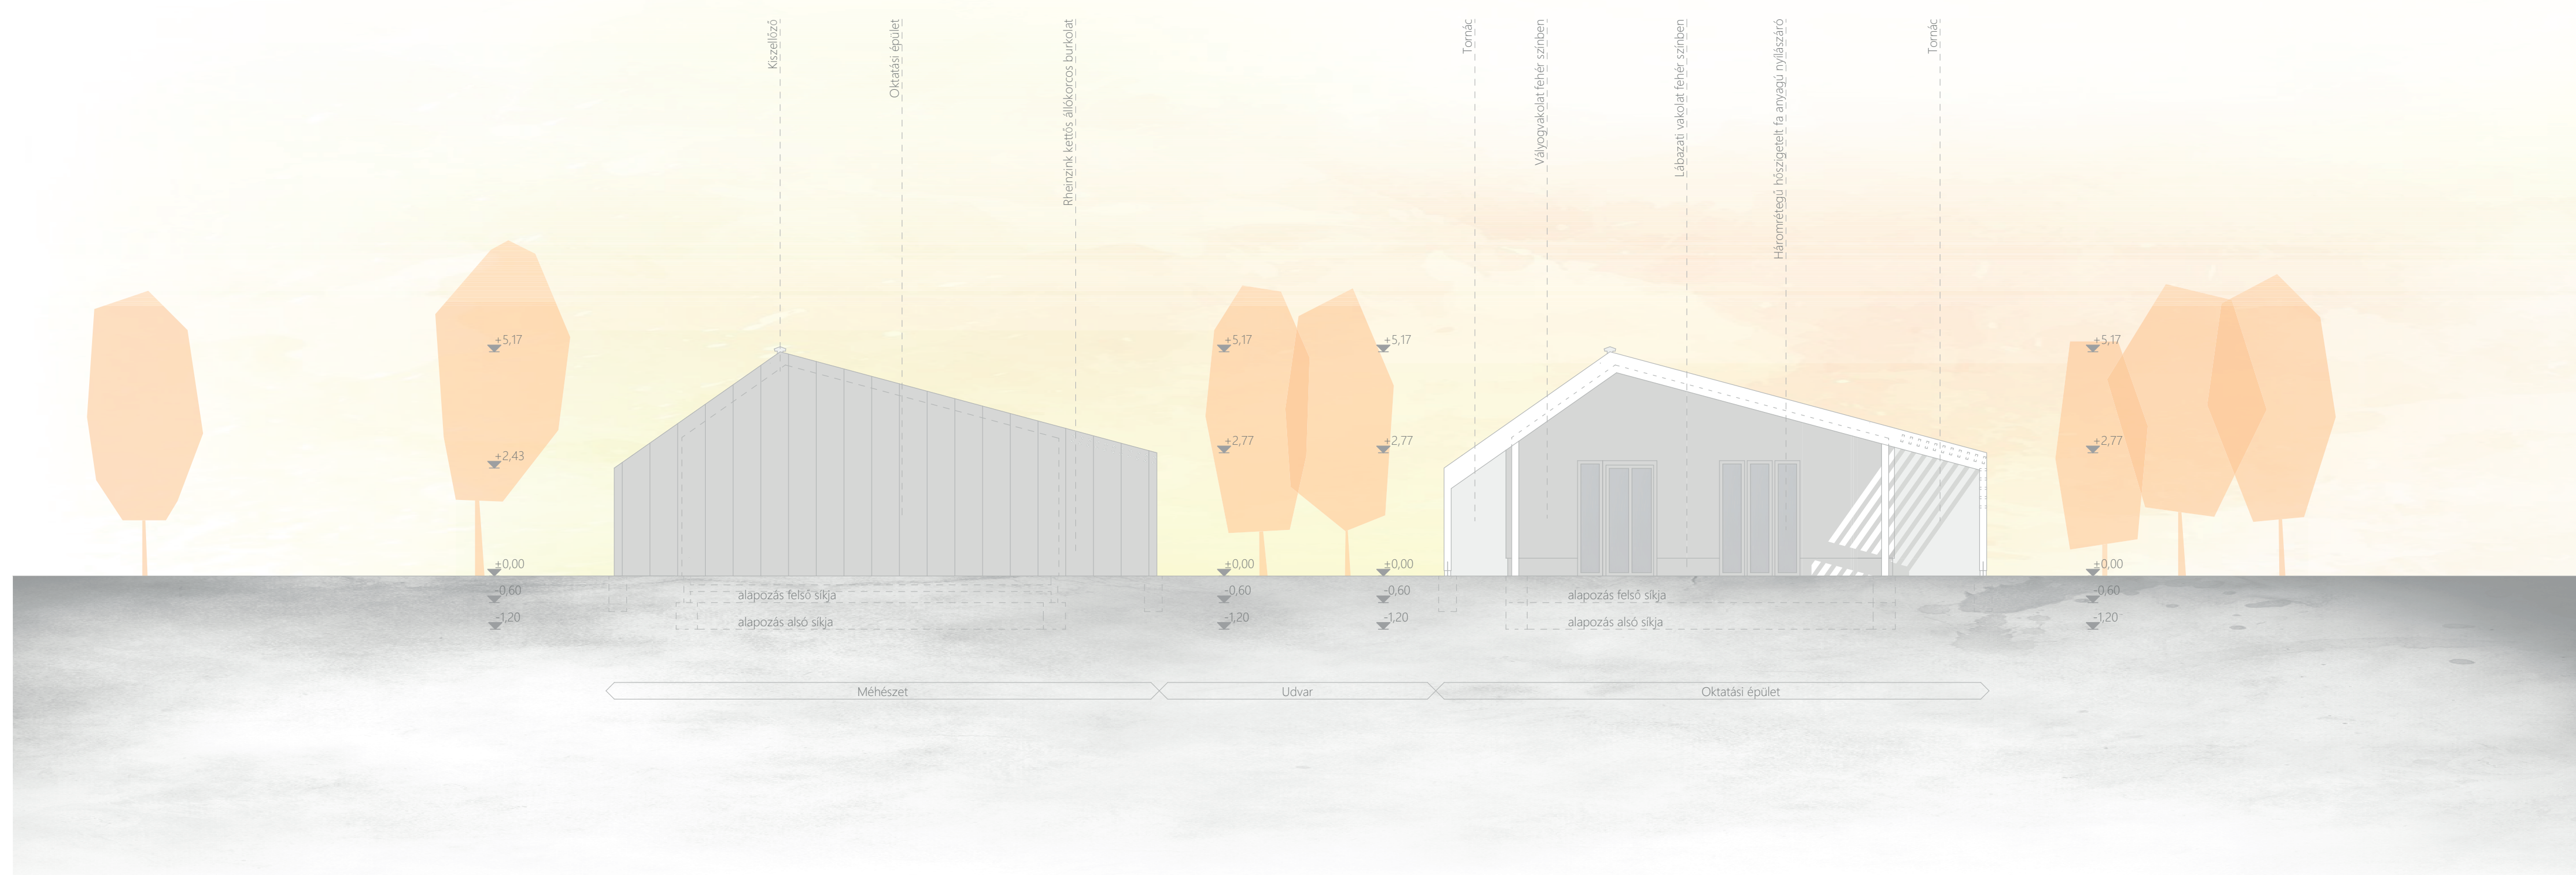 Kiszellőző
Oktatási épület
Rheinzink kettős állókorcos burkolat
Tornác
Vályogvakolat fehér színben
Lábazati vakolat fehér színben
Háromrétegű hőszigetelt fa anyagú nyílászáró
Tornác
+5,17
+5,17
+5,17
+5,17
+2,43
+2,77
+2,77
+2,77
±0,00
±0,00
±0,00
±0,00
-0,60
alapozás felső síkja
-0,60
-0,60
alapozás felső síkja
-0,60
-1,20
alapozás alsó síkja
-1,20
-1,20
alapozás alsó síkja
-1,20
Méhészet
Udvar
Oktatási épület